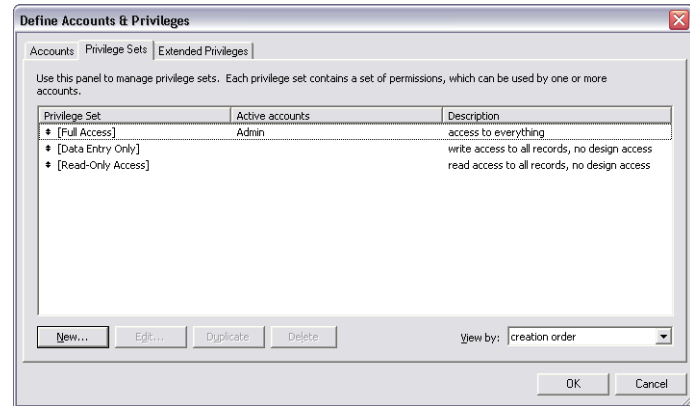 Define Accounts & Privileges
Accounts Privilege Sets Extended Privileges
Use this panel to manage privilege sets. Each privilege set contains a set of permissions, which can be used by one or more
accounts.
Privilege Set Active accounts Description
[Full Access] Admin access to everything
[Data Entry Only] write access to all records, no design access
[Read-Only Access] read access to all records, no design access
New... Edit... Duplicate Delete View by: creation order
OK Cancel